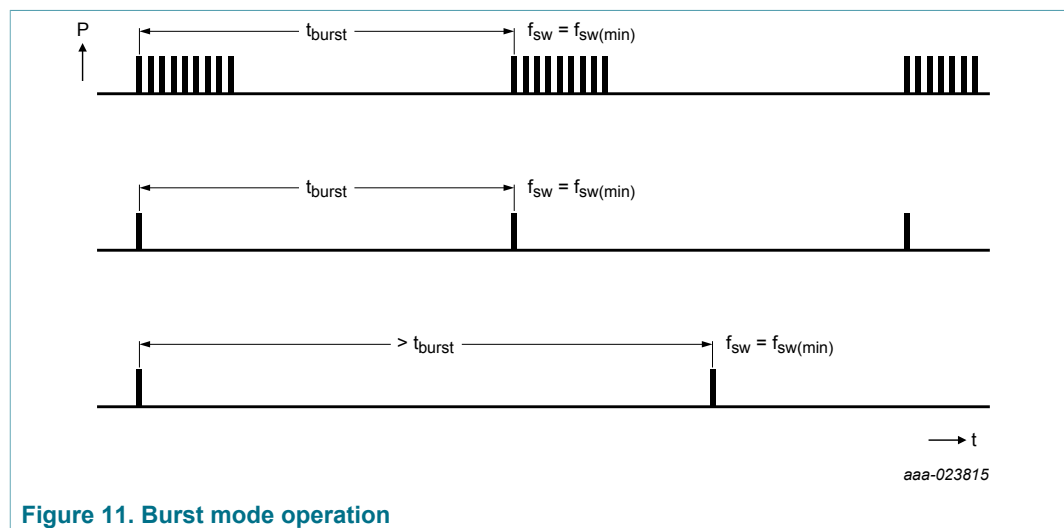 P
t_burst
f_sw = f_sw(min)
t_burst
f_sw = f_sw(min)
> t_burst
f_sw = f_sw(min)
t
aaa-023815
Figure 11. Burst mode operation